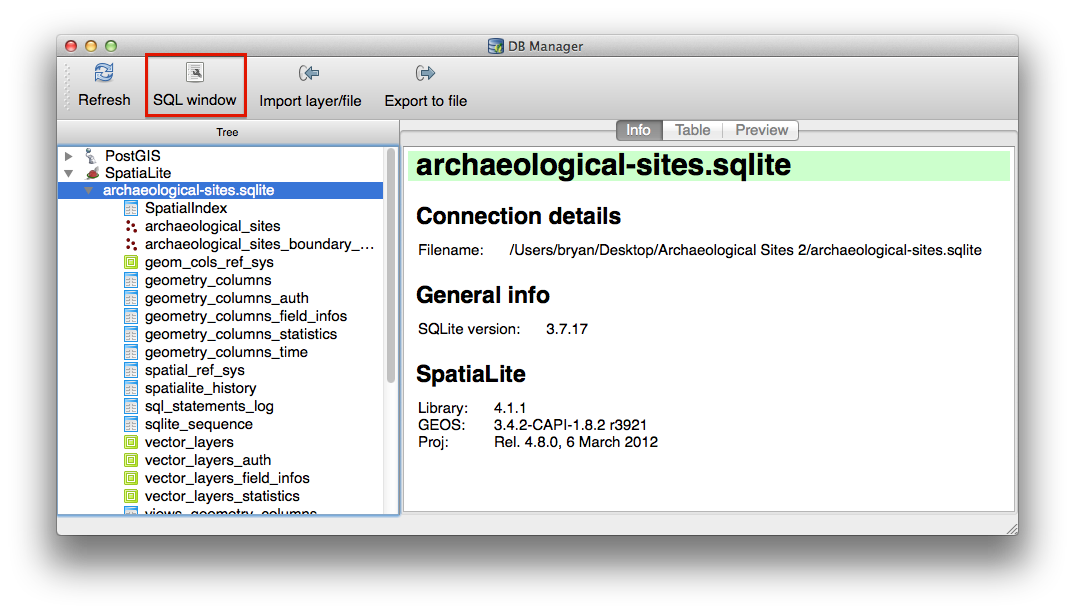 DB Manager
Refresh
SQL window
Import layer/file
Export to file
Tree
Info
Table
Preview
PostGIS
SpatiaLite
archaeological-sites.sqlite
SpatialIndex
archaeological_sites
archaeological_sites_boundary_...
geom_cols_ref_sys
geometry_columns
geometry_columns_auth
geometry_columns_field_infos
geometry_columns_statistics
geometry_columns_time
spatial_ref_sys
spatialite_history
sql_statements_log
sqlite_sequence
vector_layers
vector_layers_auth
vector_layers_field_infos
vector_layers_statistics
views_geometry_columns
archaeological-sites.sqlite
Connection details
Filename: /Users/bryan/Desktop/Archaeological Sites 2/archaeological-sites.sqlite
General info
SQLite version: 3.7.17
SpatiaLite
Library: 4.1.1
GEOS: 3.4.2-CAPI-1.8.2 r3921
Proj: Rel. 4.8.0, 6 March 2012